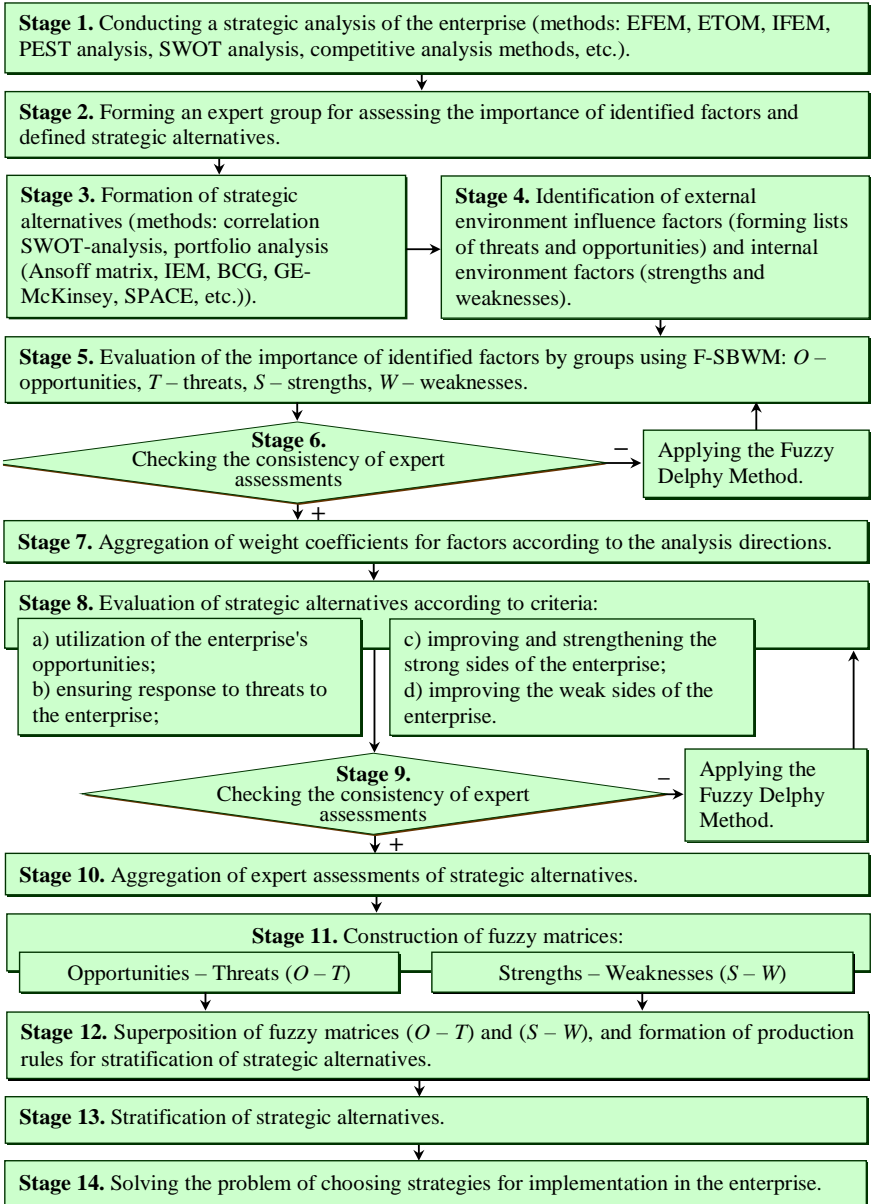 Stage 1. Conducting a strategic analysis of the enterprise (methods: EFEM, ETOM, IFEM,
PEST analysis, SWOT analysis, competitive analysis methods, etc.).
Stage 2. Forming an expert group for assessing the importance of identified factors and
defined strategic alternatives.
Stage 3. Formation of strategic
alternatives (methods: correlation
SWOT-analysis, portfolio analysis
(Ansoff matrix, IEM, BCG, GE-
McKinsey, SPACE, etc.)).
Stage 4. Identification of external
environment influence factors (forming lists
of threats and opportunities) and internal
environment factors (strengths and
weaknesses).
Stage 5. Evaluation of the importance of identified factors by groups using F-SBWM: O –
opportunities, T – threats, S – strengths, W – weaknesses.
Stage 6.
Checking the consistency of expert
assessments
–
Applying the Fuzzy
Delphy Method.
+
Stage 7. Aggregation of weight coefficients for factors according to the analysis directions.
Stage 8. Evaluation of strategic alternatives according to criteria:
a) utilization of the enterprise's
opportunities;
b) ensuring response to threats to
the enterprise;
c) improving and strengthening the
strong sides of the enterprise;
d) improving the weak sides of the
enterprise.
Stage 9.
Checking the consistency of expert
assessments
–
Applying the
Fuzzy Delphy
Method.
+
Stage 10. Aggregation of expert assessments of strategic alternatives.
Stage 11. Construction of fuzzy matrices:
Opportunities – Threats (O – T)
Strengths – Weaknesses (S – W)
Stage 12. Superposition of fuzzy matrices (O – T) and (S – W), and formation of production
rules for stratification of strategic alternatives.
Stage 13. Stratification of strategic alternatives.
Stage 14. Solving the problem of choosing strategies for implementation in the enterprise.